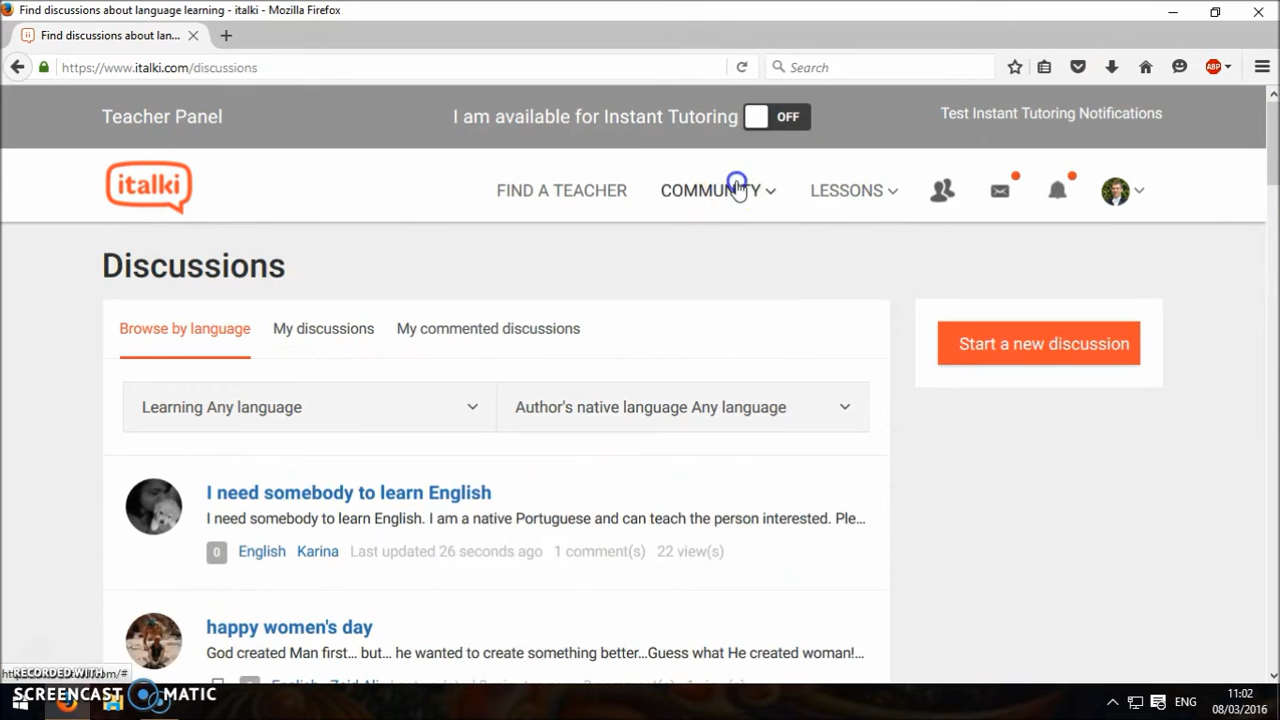 Find discussions about language learning - italki - Mozilla Firefox
Find discussions about lan...
https://www.italki.com/discussions
Search
ABP
Teacher Panel
I am available for Instant Tutoring
OFF
Test Instant Tutoring Notifications
italki
FIND A TEACHER
COMMUNITY
LESSONS
Discussions
Browse by language
My discussions
My commented discussions
Start a new discussion
Learning Any language
Author's native language Any language
I need somebody to learn English
I need somebody to learn English. I am a native Portuguese and can teach the person interested. Ple...
0 English Karina Last updated 26 seconds ago 1 comment(s) 22 view(s)
happy women's day
God created Man first... but... he wanted to create something better...Guess what He created woman!...
RECORDED WITH
SCREENCAST MATIC
ENG
11:02
08/03/2016